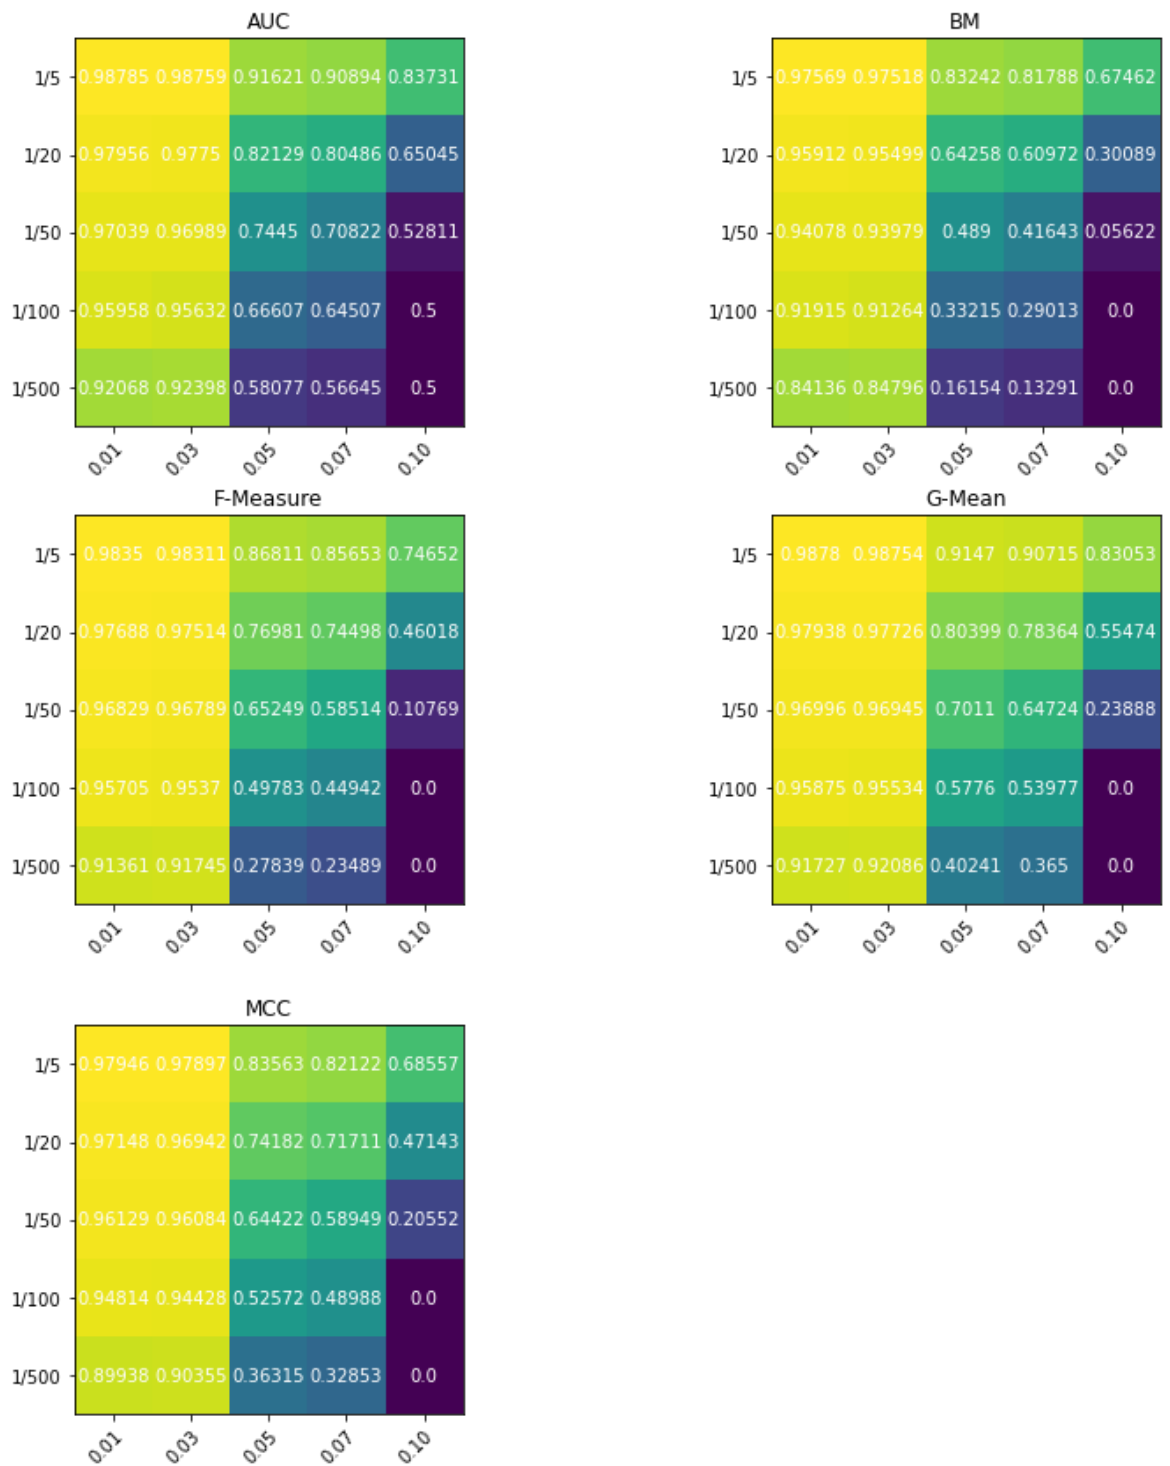 AUC
1/5 0.98785 0.98759 0.91621 0.90894 0.83731
1/20 0.97956 0.9775 0.82129 0.80486 0.65045
1/50 0.97039 0.96989 0.7445 0.70822 0.52811
1/100 0.95958 0.95632 0.66607 0.64507 0.5
1/500 0.92068 0.92398 0.58077 0.56645 0.5
0.01 0.03 0.05 0.07 0.10
BM
1/5 0.97569 0.97518 0.83242 0.81788 0.67462
1/20 0.95912 0.95499 0.64258 0.60972 0.30089
1/50 0.94078 0.93979 0.489 0.41643 0.05622
1/100 0.91915 0.91264 0.33215 0.29013 0.0
1/500 0.84136 0.84796 0.16154 0.13291 0.0
0.01 0.03 0.05 0.07 0.10
F-Measure
1/5 0.9835 0.98311 0.86811 0.85653 0.74652
1/20 0.97688 0.97514 0.76981 0.74498 0.46018
1/50 0.96829 0.96789 0.65249 0.58514 0.10769
1/100 0.95705 0.9537 0.49783 0.44942 0.0
1/500 0.91361 0.91745 0.27839 0.23489 0.0
0.01 0.03 0.05 0.07 0.10
G-Mean
1/5 0.9878 0.98754 0.9147 0.90715 0.83053
1/20 0.97938 0.97726 0.80399 0.78364 0.55474
1/50 0.96996 0.96945 0.7011 0.64724 0.23888
1/100 0.95875 0.95534 0.5776 0.53977 0.0
1/500 0.91727 0.92086 0.40241 0.365 0.0
0.01 0.03 0.05 0.07 0.10
MCC
1/5 0.97946 0.97897 0.83563 0.82122 0.68557
1/20 0.97148 0.96942 0.74182 0.71711 0.47143
1/50 0.96129 0.96084 0.64422 0.58949 0.20552
1/100 0.94814 0.94428 0.52572 0.48988 0.0
1/500 0.89938 0.90355 0.36315 0.32853 0.0
0.01 0.03 0.05 0.07 0.10